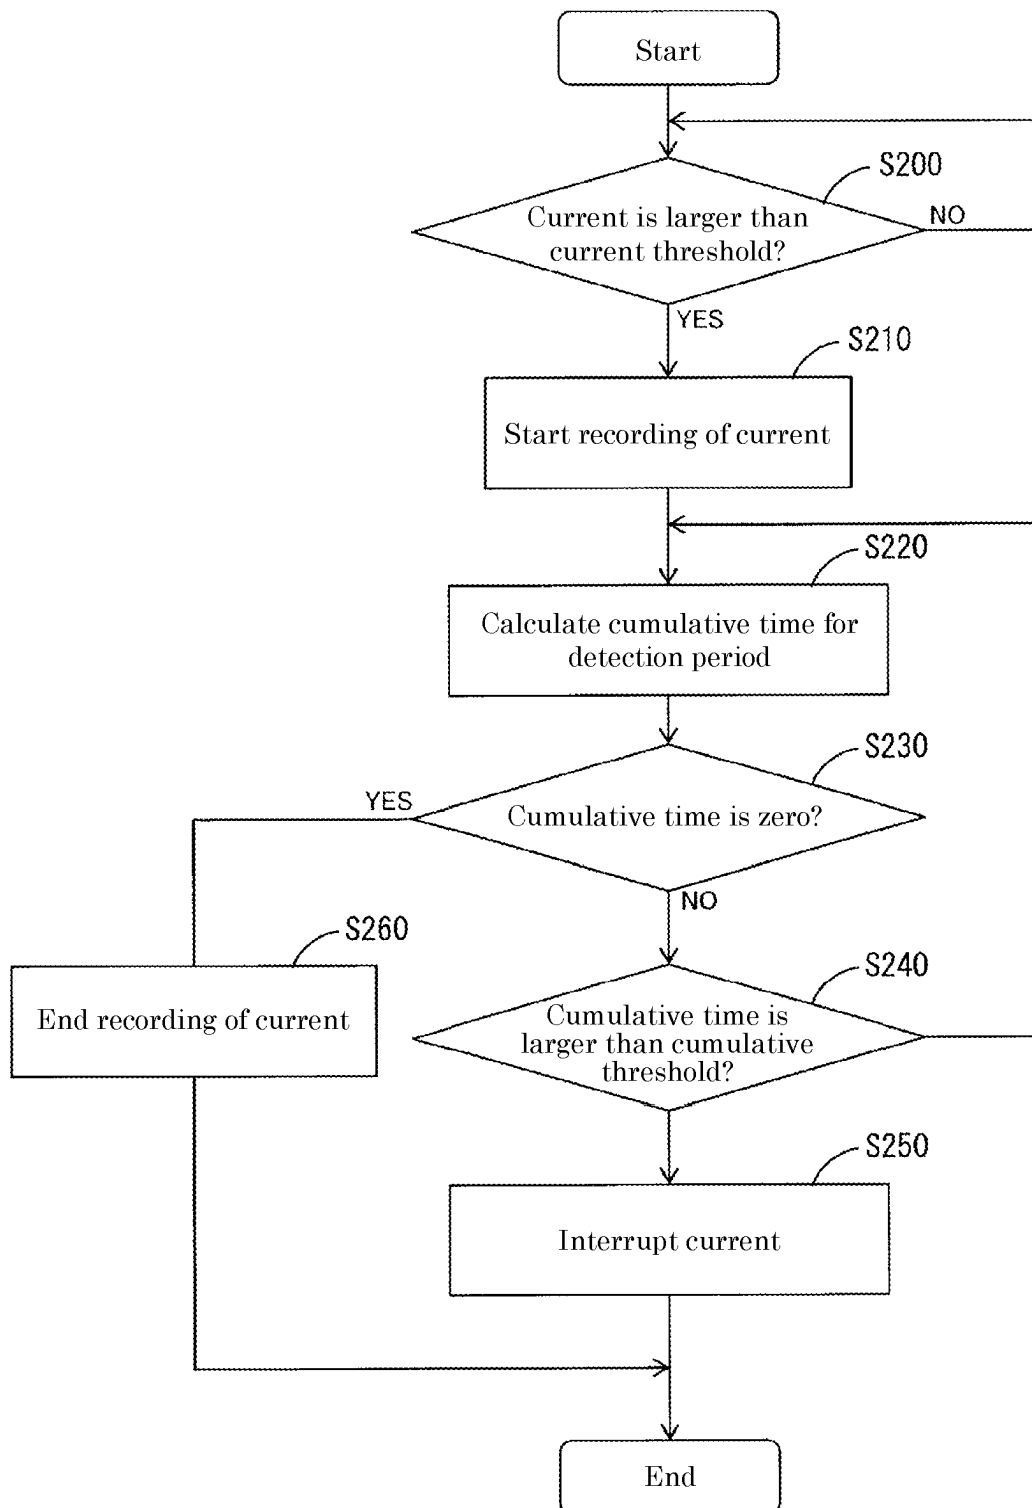 Start
S200
Current is larger than
current threshold?
NO
YES
S210
Start recording of current
S220
Calculate cumulative time for
detection period
S230
YES
Cumulative time is zero?
NO
S260
End recording of current
S240
Cumulative time is
larger than cumulative
threshold?
S250
Interrupt current
End